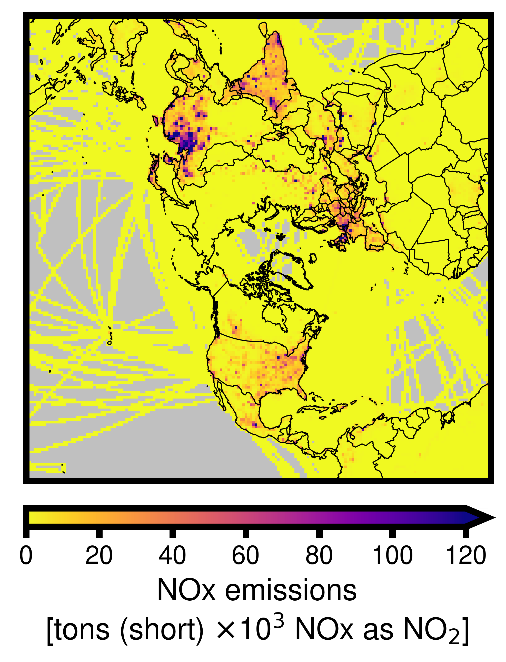 0 20 40 60 80 100 120
NOx emissions
[tons (short) ×10³ NOx as NO₂]